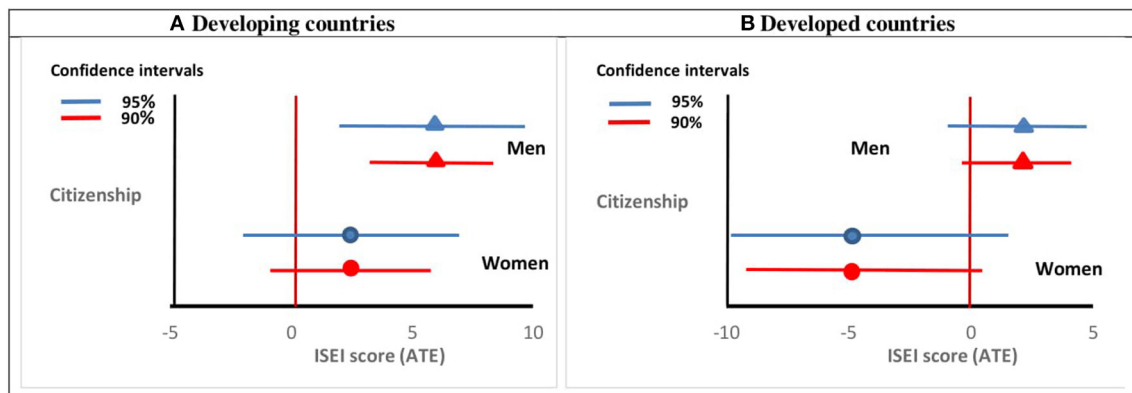 A Developing countries
Confidence intervals
95%
90%
Men
Citizenship
Women
-5 0 5 10
ISEI score (ATE)
B Developed countries
Confidence intervals
95%
90%
Men
Citizenship
Women
-10 -5 0 5
ISEI score (ATE)